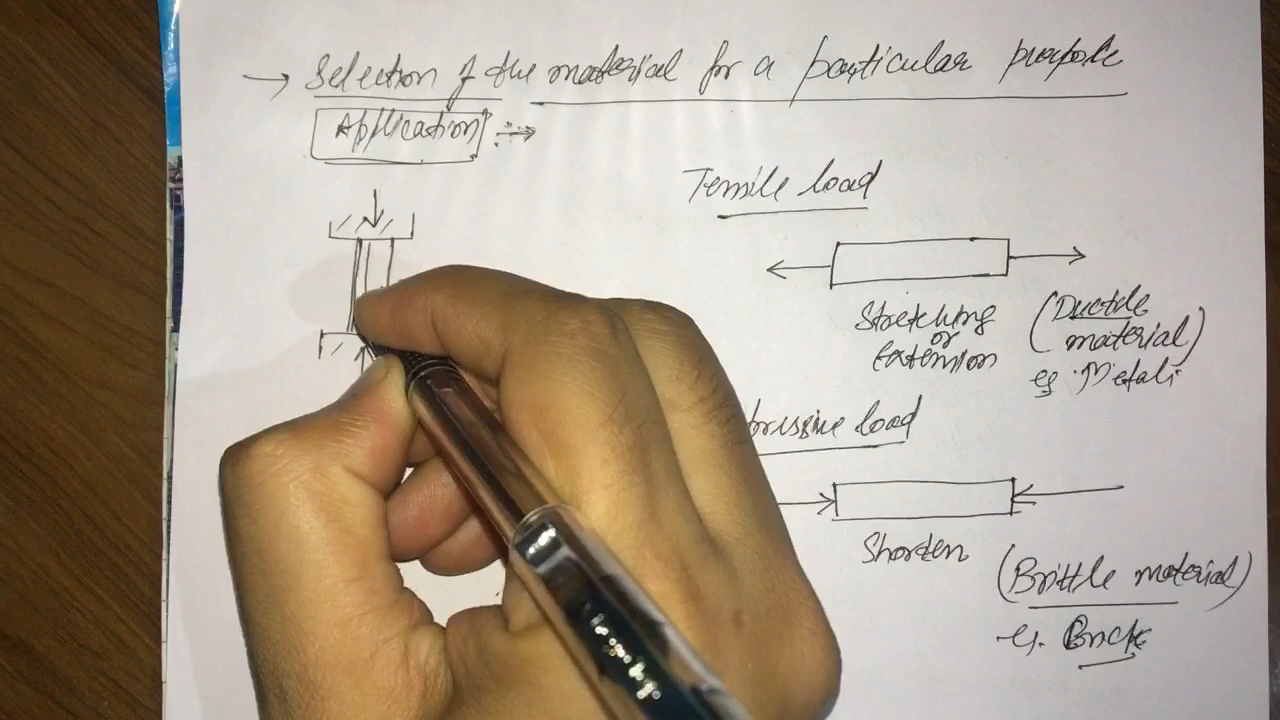 → Selection of the material for a particular purpose
Application
Tensile load
Stretching
or
Extension
(Ductile
material)
eg. Metals
load
Shorten
(Brittle material)
eg. Brick